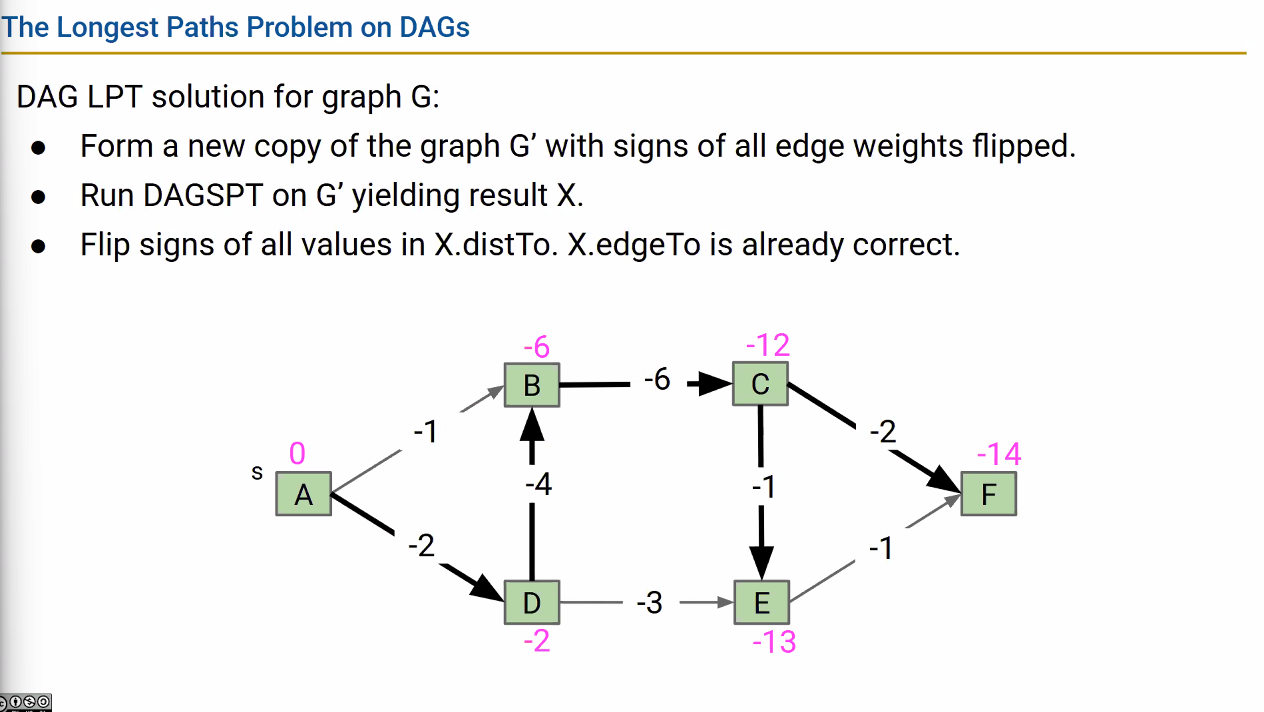 The Longest Paths Problem on DAGs
DAG LPT solution for graph G:
● Form a new copy of the graph G’ with signs of all edge weights flipped.
● Run DAGSPT on G’ yielding result X.
● Flip signs of all values in X.distTo. X.edgeTo is already correct.
-6
-12
B
-6
C
-1
-2
0
-14
s
A
-4
-1
F
-2
-1
D
-3
E
-2
-13